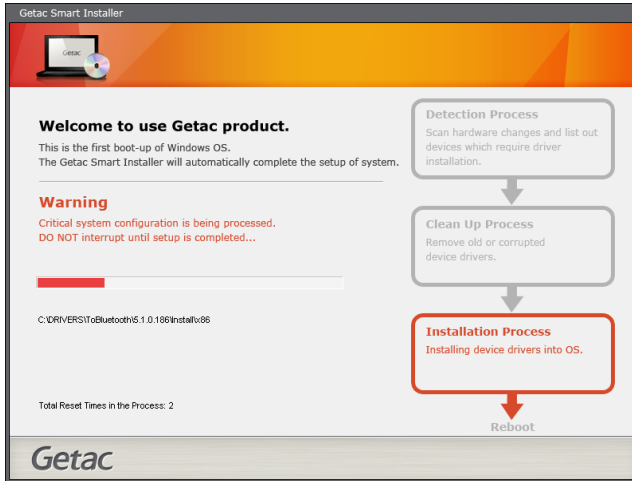 Getac Smart Installer
Getac
Welcome to use Getac product.
This is the first boot-up of Windows OS.
The Getac Smart Installer will automatically complete the setup of system.
Warning
Critical system configuration is being processed.
DO NOT interrupt until setup is completed...
C:\DRIVERS\ToBluetooth\5.1.0.186\Install\x86
Total Reset Times in the Process: 2
Detection Process
Scan hardware changes and list out
devices which require driver
installation.
Clean Up Process
Remove old or corrupted
device drivers.
Installation Process
Installing device drivers into OS.
Reboot
Getac